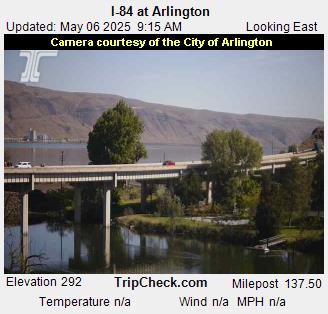 I-84 at Arlington
Updated: May 06 2025 9:15 AM Looking East
Camera courtesy of the City of Arlington
Elevation 292 TripCheck.com Milepost 137.50
Temperature n/a Wind n/a MPH n/a